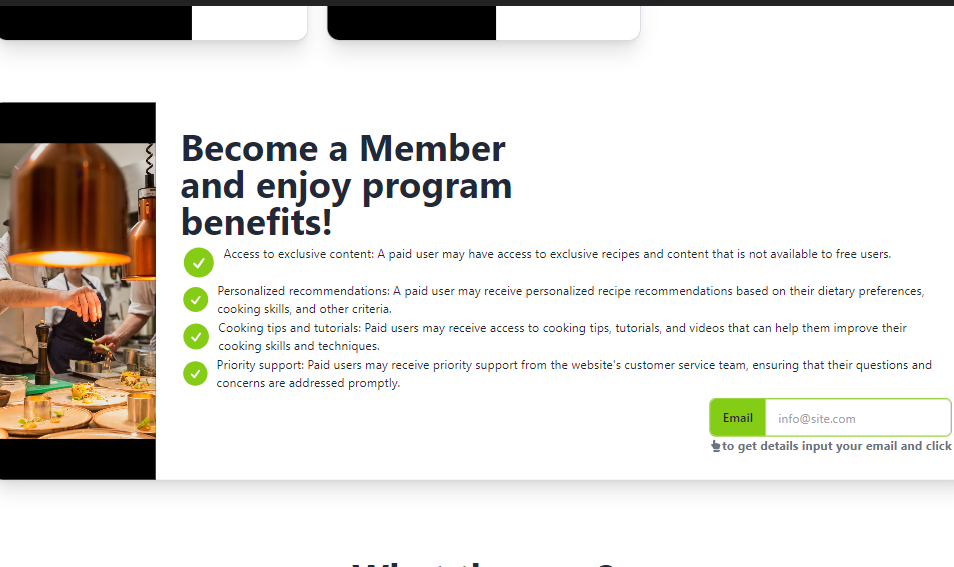 Become a Member
and enjoy program
benefits!
Access to exclusive content: A paid user may have access to exclusive recipes and content that is not available to free users.
Personalized recommendations: A paid user may receive personalized recipe recommendations based on their dietary preferences,
cooking skills, and other criteria.
Cooking tips and tutorials: Paid users may receive access to cooking tips, tutorials, and videos that can help them improve their
cooking skills and techniques.
Priority support: Paid users may receive priority support from the website's customer service team, ensuring that their questions and
concerns are addressed promptly.
Email info@site.com
to get details input your email and click